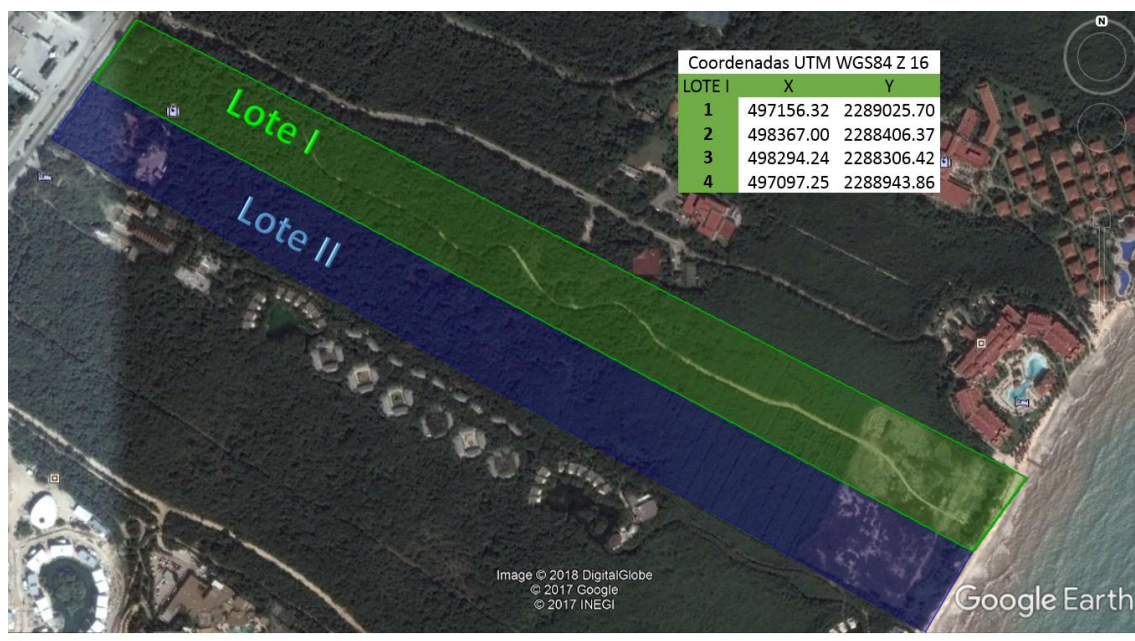 N
Coordenadas UTM WGS84 Z 16
LOTE I X Y
1 497156.32 2289025.70
2 498367.00 2288406.37
3 498294.24 2288306.42
4 497097.25 2288943.86
Lote I
Lote II
Image © 2018 DigitalGlobe
© 2017 Google
© 2017 INEGI
Google Earth